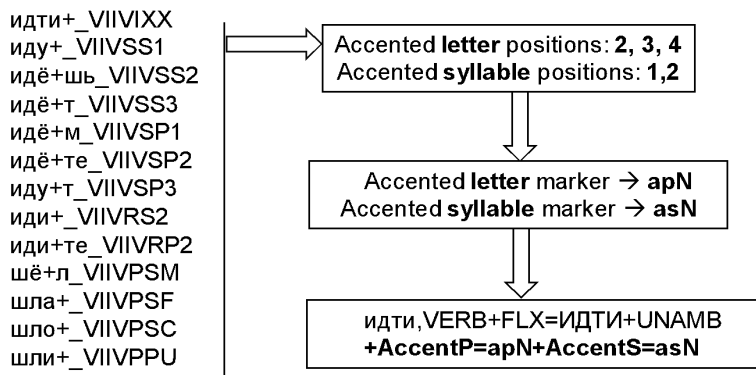 идти+_VIIVIXX
иду+_VIIVSS1
идё+шь_VIIVSS2
идё+т_VIIVSS3
идё+м_VIIVSP1
идё+те_VIIVSP2
иду+т_VIIVSP3
иди+_VIIVRS2
иди+те_VIIVRP2
шё+л_VIIVPSM
шла+_VIIVPSF
шло+_VIIVPSC
шли+_VIIVPPU
Accented letter positions: 2, 3, 4
Accented syllable positions: 1,2
Accented letter marker → apN
Accented syllable marker → asN
идти,VERB+FLX=ИДТИ+UNAMB
+AccentP=apN+AccentS=asN